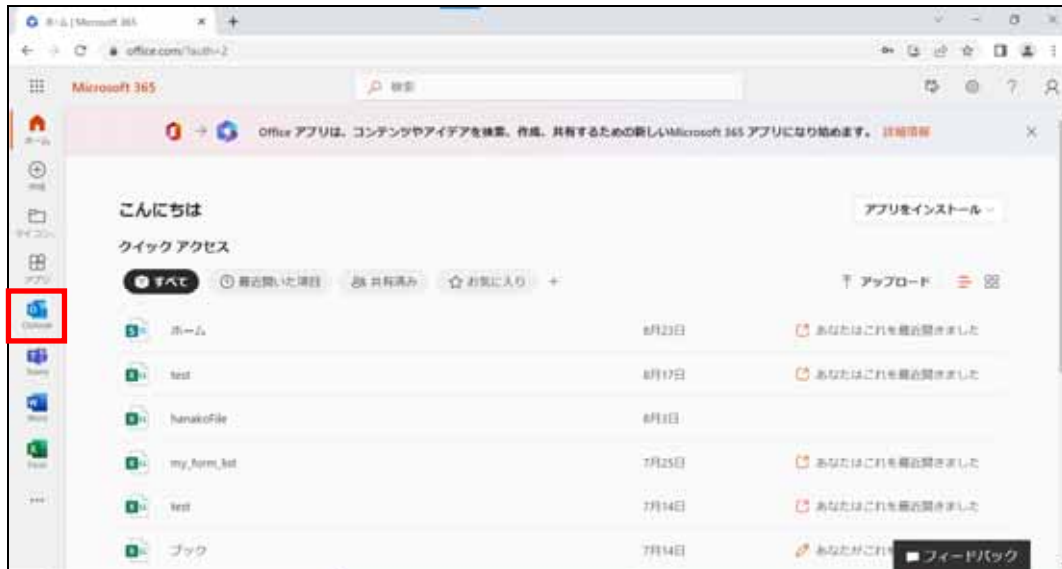 ホーム | Microsoft 365
office.com/?auth=2
Microsoft 365
検索
Office アプリは、コンテンツやアイデアを検索、作成、共有するための新しいMicrosoft 365 アプリになり始めます。 詳細情報
ホーム
作成
マイ コン...
アプリ
Outlook
Teams
Word
Excel
こんにちは
アプリをインストール
クイック アクセス
すべて 最近開いた項目 共有済み お気に入り + アップロード
ホーム 8月23日 あなたはこれを最近開きました
test 8月17日 あなたはこれを最近開きました
hanakoFile 8月3日
my_form_list 7月25日 あなたはこれを最近開きました
test 7月14日 あなたはこれを最近開きました
ブック 7月14日 あなたがこれを
フィードバック